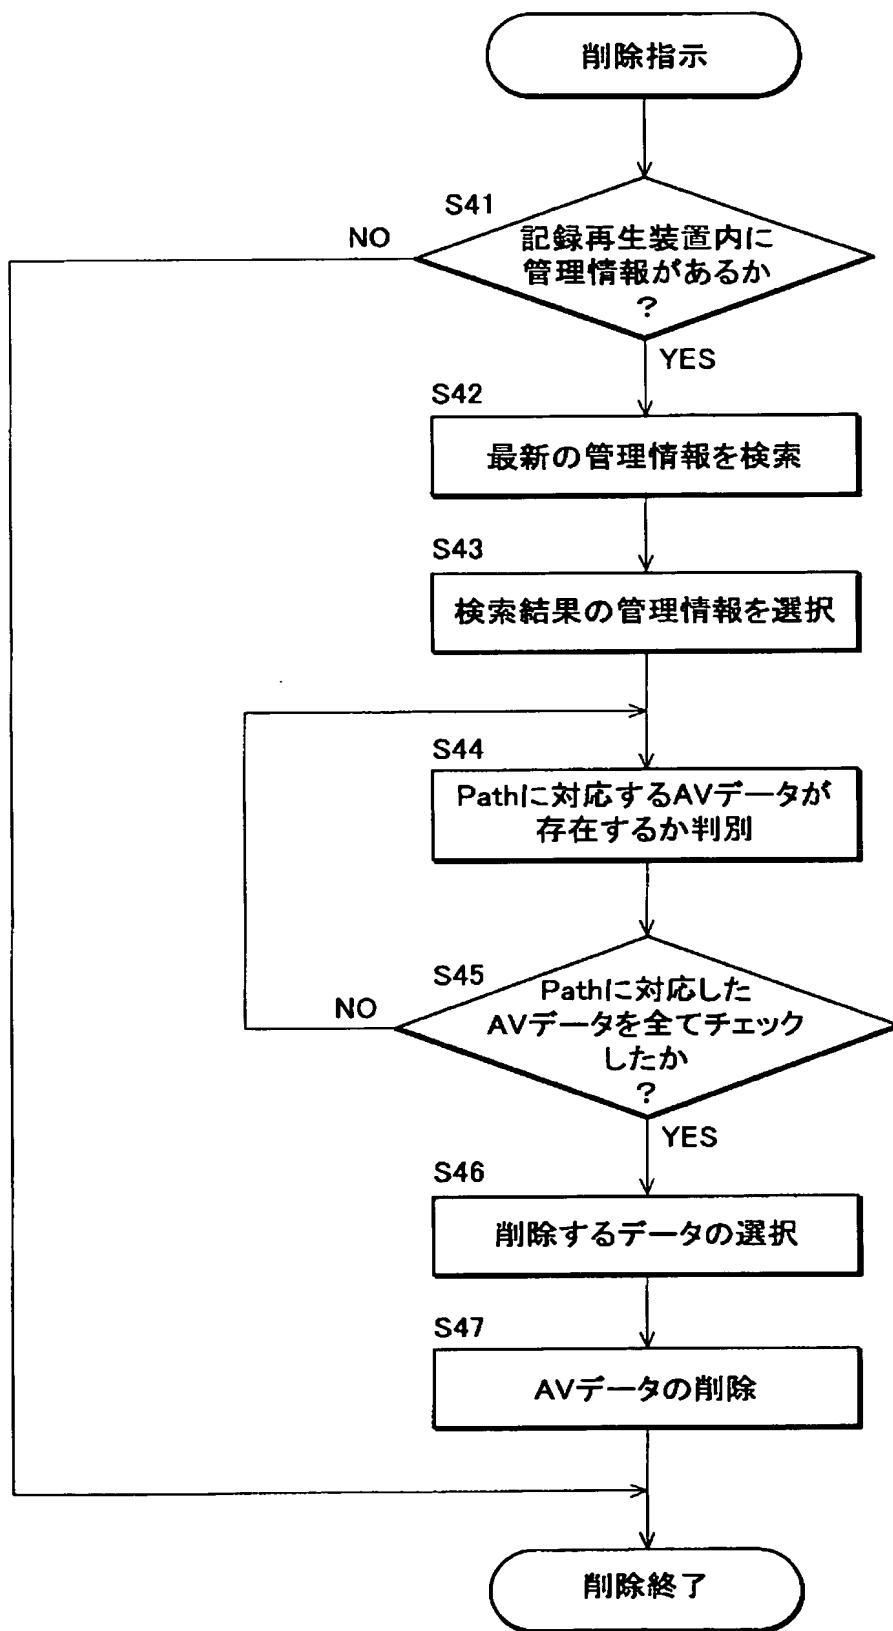 削除指示
S41
NO
記録再生装置内に
管理情報があるか
?
YES
S42
最新の管理情報を検索
S43
検索結果の管理情報を選択
S44
Pathに対応するAVデータが
存在するか判別
S45
NO
Pathに対応した
AVデータを全てチェック
したか
?
YES
S46
削除するデータの選択
S47
AVデータの削除
削除終了